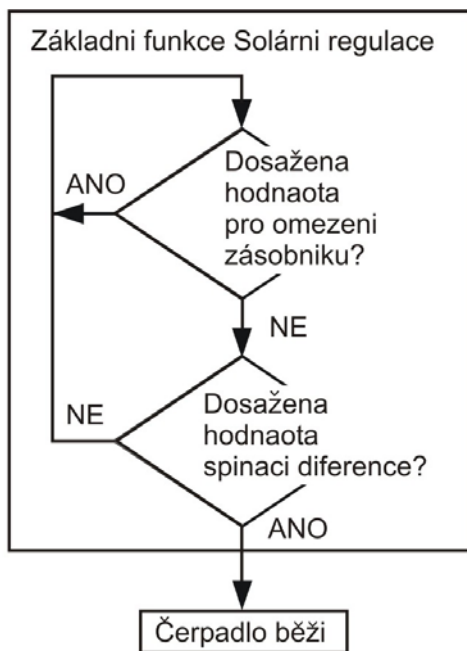 Základni funkce Solárni regulace
Dosažena
hodnaota
pro omezeni
zásobniku?
ANO
NE
Dosažena
hodnaota
spinaci diference?
NE
ANO
Čerpadlo běži